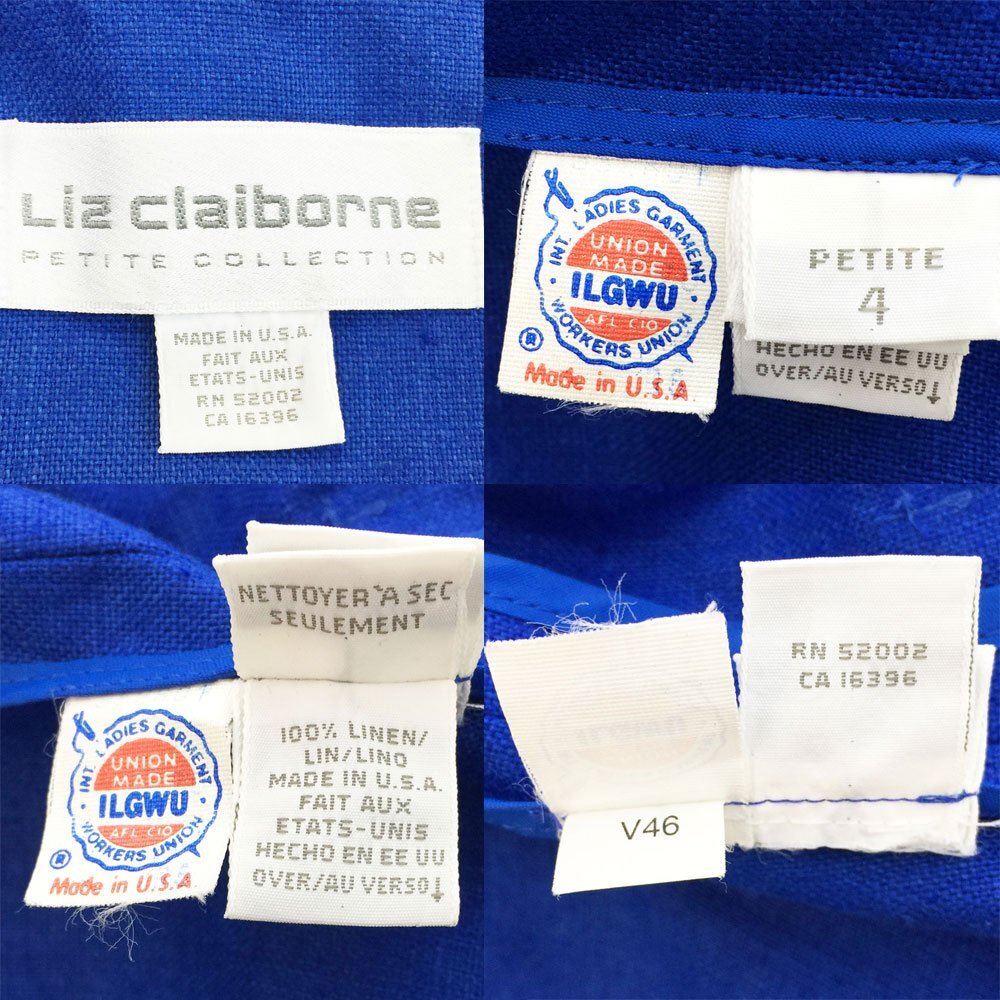 Liz claiborne
PETITE COLLECTION
MADE IN U.S.A.
FAIT AUX
ETATS-UNIS
RN 52002
CA 16396
INT. LADIES GARMENT
WORKERS UNION
UNION
MADE
ILGWU
AFL CIO
®
Made in U.S.A
PETITE
4
HECHO EN EE UU
OVER/AU VERSO↓
NETTOYER A SEC
SEULEMENT
INT. LADIES GARMENT
WORKERS UNION
UNION
MADE
ILGWU
AFL CIO
®
Made in U.S.A.
100% LINEN/
LIN/LINO
MADE IN U.S.A.
FAIT AUX
ETATS-UNIS
HECHO EN EE UU
OVER/AU VERSO↓
V46
RN 52002
CA 16396